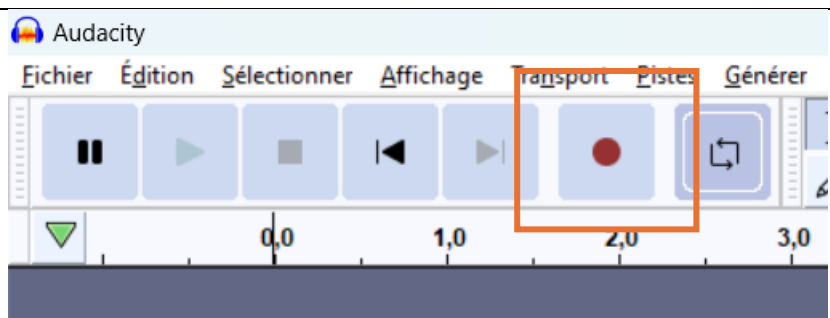 Audacity
Fichier Édition Sélectionner Affichage Transport Pistes Générer
0,0 1,0 2,0 3,0